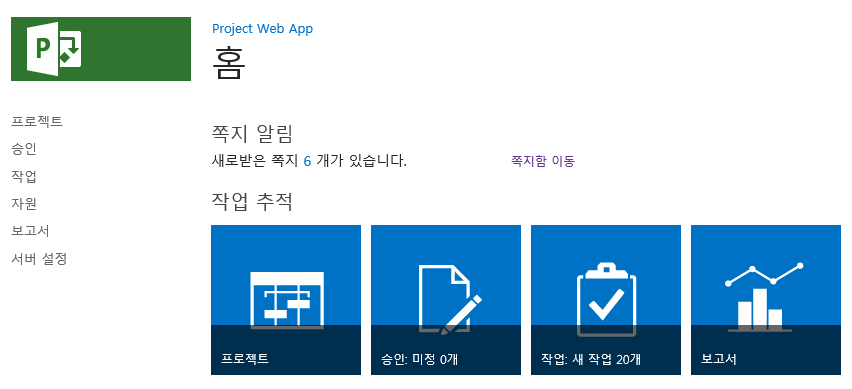 P
Project Web App
홈
프로젝트
승인
작업
자원
보고서
서버 설정
쪽지 알림
새로받은 쪽지 6 개가 있습니다. 쪽지함 이동
작업 추적
프로젝트
승인: 미정 0개
작업: 새 작업 20개
보고서